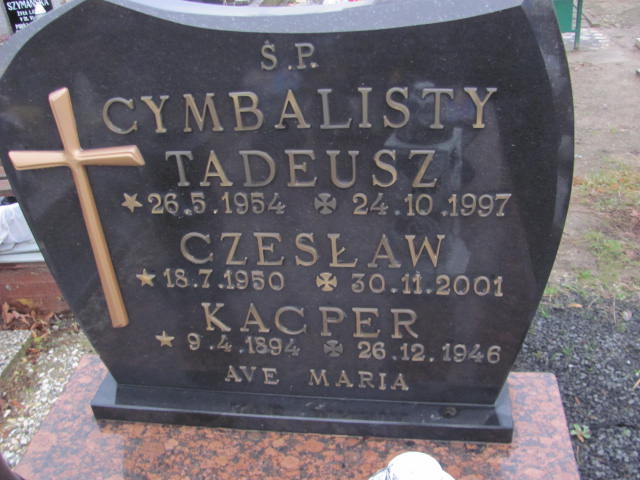 SZYMAŃSKA
Ś.P.
CYMBALISTY
TADEUSZ
26.5.1954 24.10.1997
CZESŁAW
18.7.1950 30.11.2001
KACPER
9.4.1894 26.12.1946
AVE MARIA